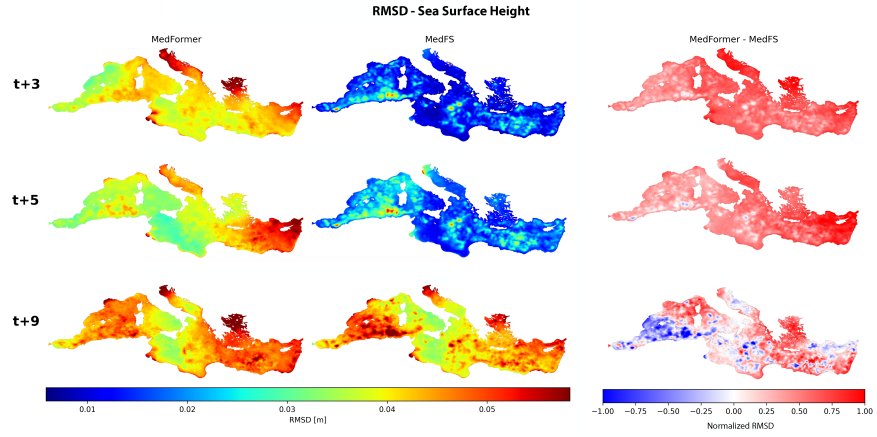 RMSD - Sea Surface Height
MedFormer
MedFS
MedFormer - MedFS
t+3
t+5
t+9
0.01 0.02 0.03 0.04 0.05
RMSD [m]
−1.00 −0.75 −0.50 −0.25 0.00 0.25 0.50 0.75 1.00
Normalized RMSD